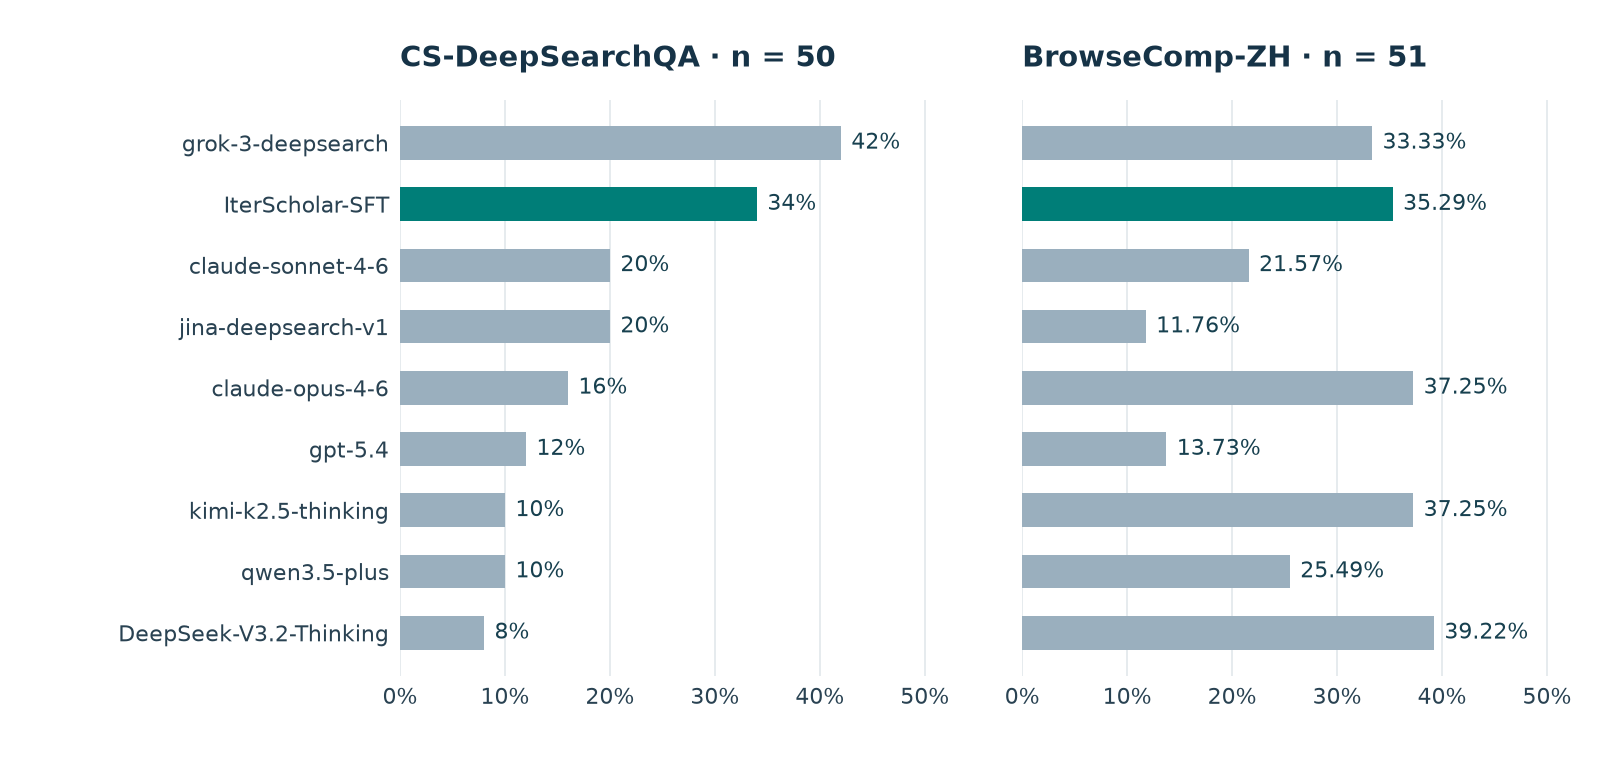 CS-DeepSearchQA · n = 50
BrowseComp-ZH · n = 51
grok-3-deepsearch 42% 33.33%
IterScholar-SFT 34% 35.29%
claude-sonnet-4-6 20% 21.57%
jina-deepsearch-v1 20% 11.76%
claude-opus-4-6 16% 37.25%
gpt-5.4 12% 13.73%
kimi-k2.5-thinking 10% 37.25%
qwen3.5-plus 10% 25.49%
DeepSeek-V3.2-Thinking 8% 39.22%
0% 10% 20% 30% 40% 50% 0% 10% 20% 30% 40% 50%